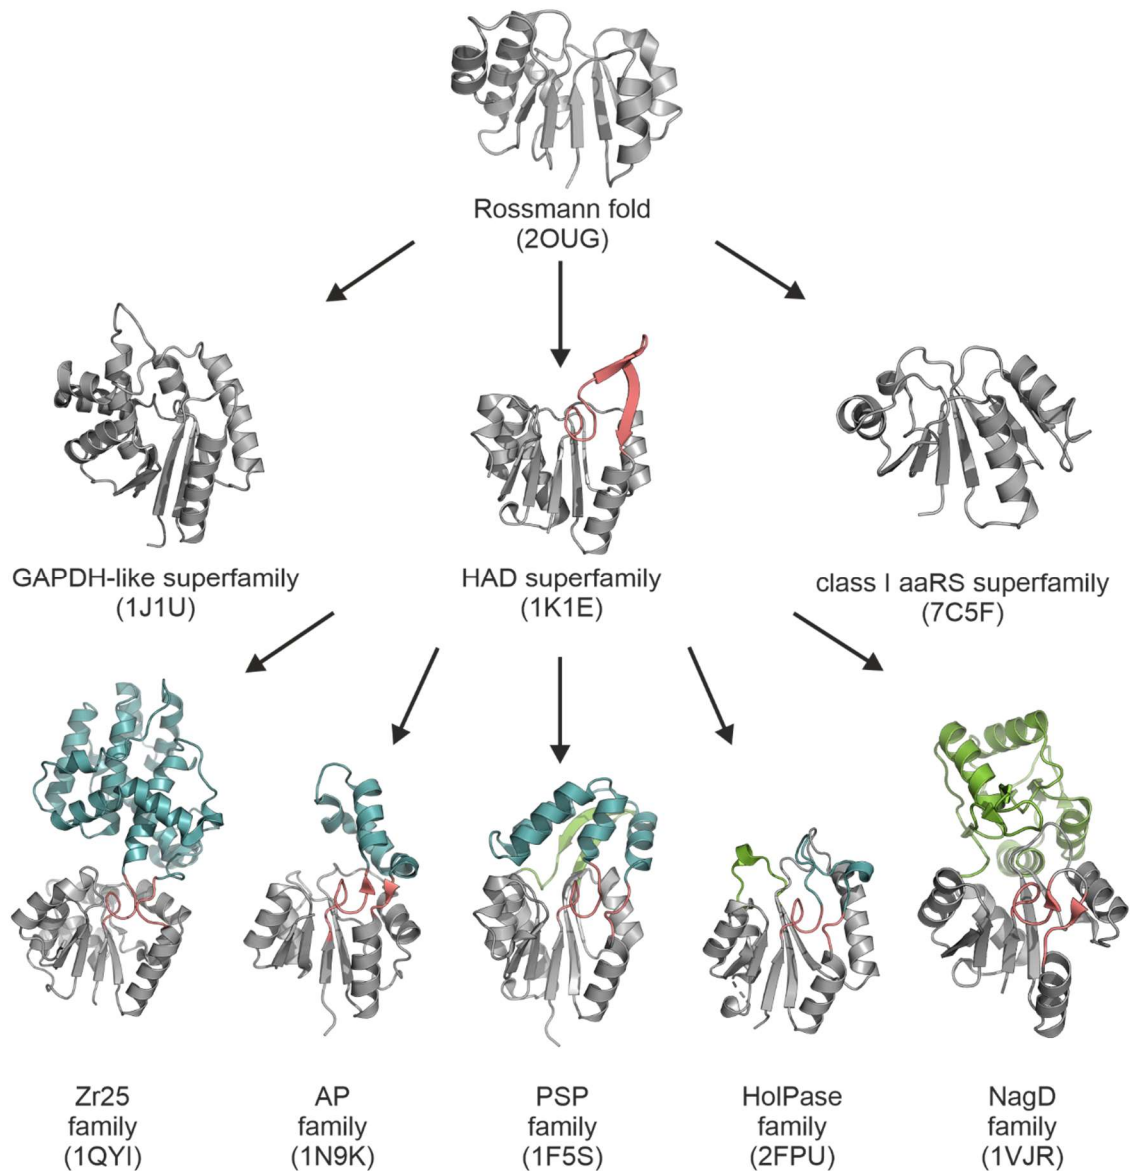 Rossmann fold
(2OUG)
GAPDH-like superfamily
(1J1U)
HAD superfamily
(1K1E)
class I aaRS superfamily
(7C5F)
Zr25
family
(1QYI)
AP
family
(1N9K)
PSP
family
(1F5S)
HolPase
family
(2FPU)
NagD
family
(1VJR)